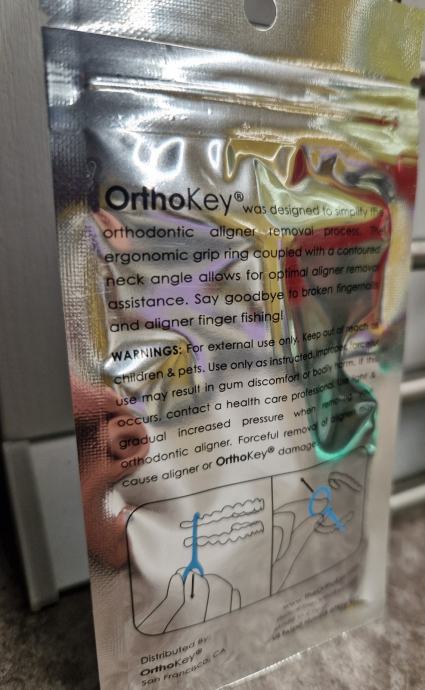 OrthoKey® was designed to simplify the
orthodontic aligner removal process. The
ergonomic grip ring coupled with a contoured
neck angle allows for optimal aligner removal
assistance. Say goodbye to broken fingernails
and aligner finger fishing!
WARNINGS: For external use only. Keep out of reach of
children & pets. Use only as instructed, improper, forceful
use may result in gum discomfort or bodily harm. If this
occurs, contact a health care professional. Use &
gradual increased pressure when removing
orthodontic aligner. Forceful removal of aligner
cause aligner or OrthoKey® damage.
Distributed By:
OrthoKey®
San Francisco, CA